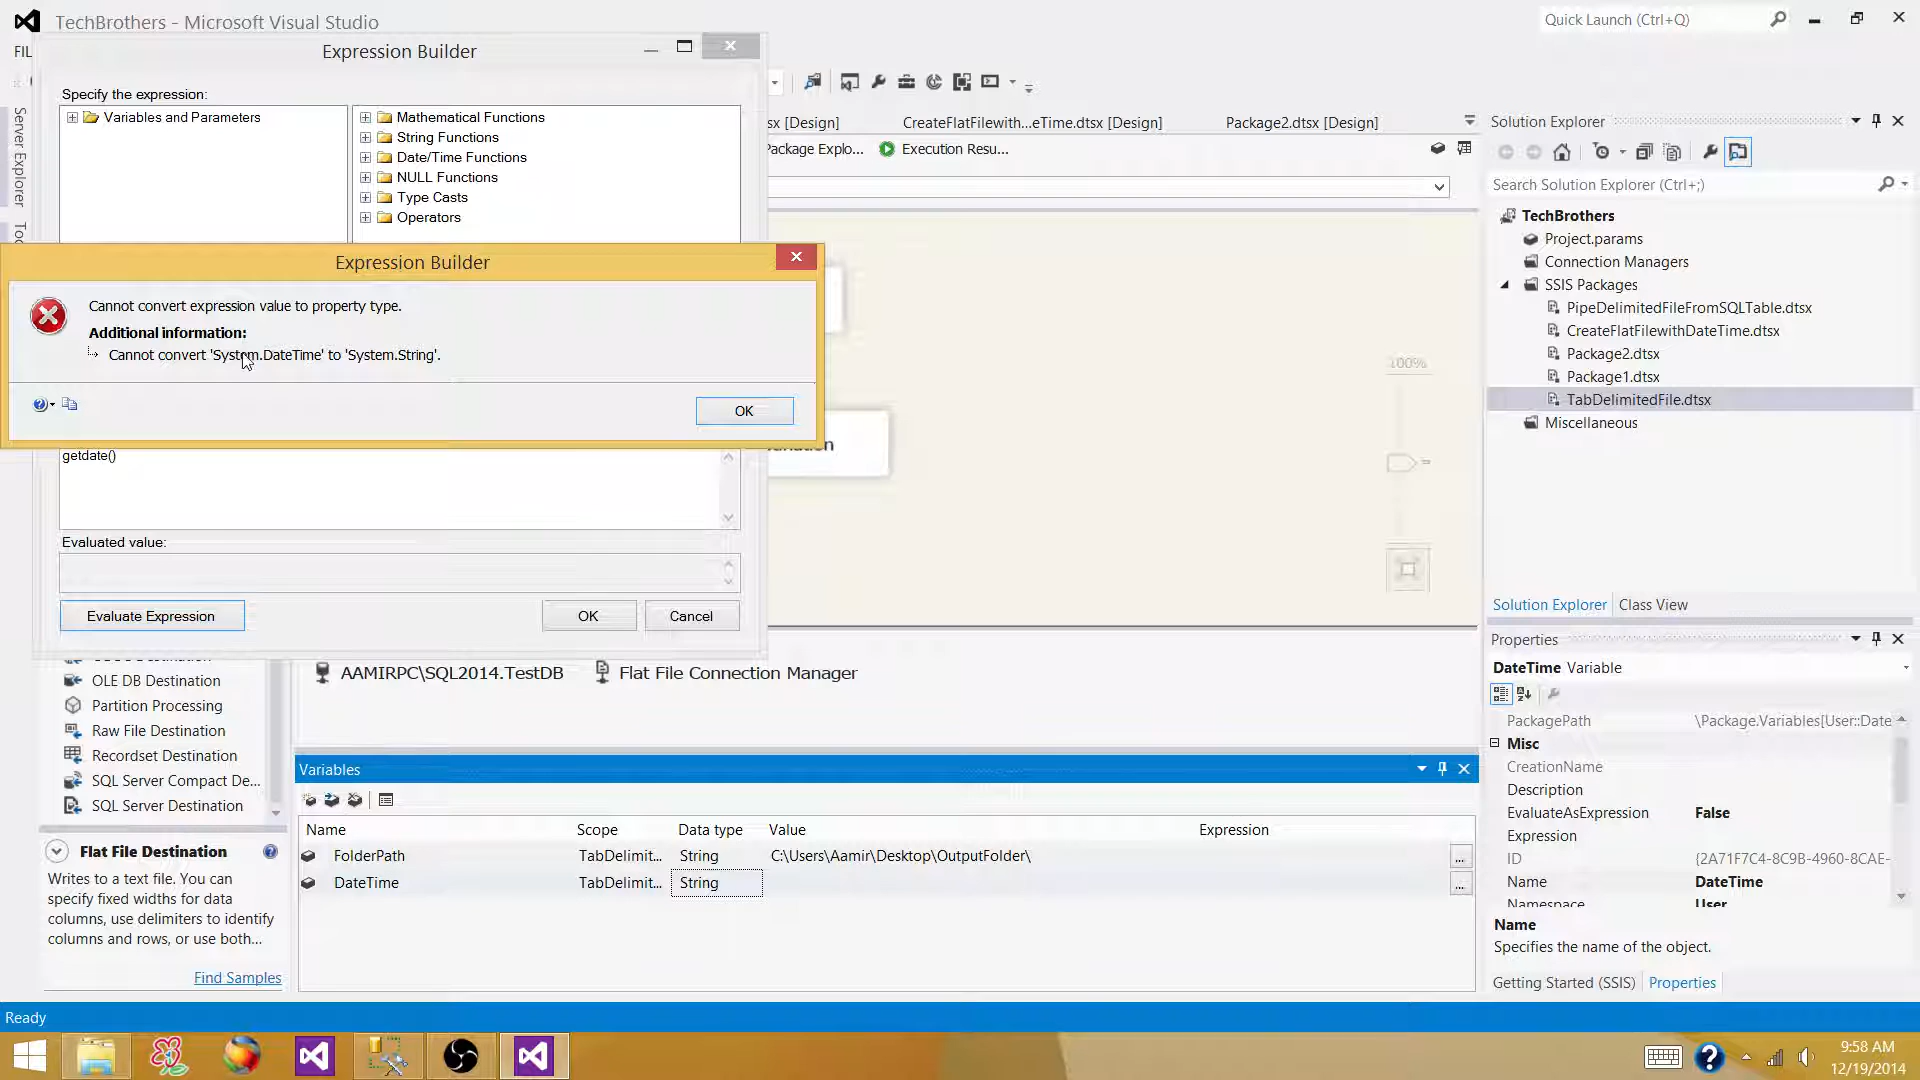 TechBrothers - Microsoft Visual Studio
Quick Launch (Ctrl+Q)
FIL
Expression Builder
Specify the expression:
Variables and Parameters
Mathematical Functions
String Functions
Date/Time Functions
NULL Functions
Type Casts
Operators
Server Explorer
sx [Design]
CreateFlatFilewith...eTime.dtsx [Design]
Package2.dtsx [Design]
Package Explo...
Execution Resu...
Expression Builder
Cannot convert expression value to property type.
Additional information:
Cannot convert 'System.DateTime' to 'System.String'.
OK
getdate()
Evaluated value:
Evaluate Expression
OK
Cancel
100%
Solution Explorer
Search Solution Explorer (Ctrl+;)
TechBrothers
Project.params
Connection Managers
SSIS Packages
PipeDelimitedFileFromSQLTable.dtsx
CreateFlatFilewithDateTime.dtsx
Package2.dtsx
Package1.dtsx
TabDelimitedFile.dtsx
Miscellaneous
Solution Explorer
Class View
Properties
DateTime Variable
PackagePath
\Package.Variables[User::Date
Misc
CreationName
Description
EvaluateAsExpression
False
Expression
ID
{2A71F7C4-8C9B-4960-8CAE-
Name
DateTime
Namespace
User
Name
Specifies the name of the object.
Getting Started (SSIS)
Properties
OLE DB Destination
Partition Processing
Raw File Destination
Recordset Destination
SQL Server Compact De...
SQL Server Destination
Flat File Destination
Writes to a text file. You can
specify fixed widths for data
columns, use delimiters to identify
columns and rows, or use both...
Find Samples
AAMIRPC\SQL2014.TestDB
Flat File Connection Manager
Variables
Name
Scope
Data type
Value
Expression
FolderPath
TabDelimit...
String
C:\Users\Aamir\Desktop\OutputFolder\
...
DateTime
TabDelimit...
String
...
Ready
9:58 AM
12/19/2014